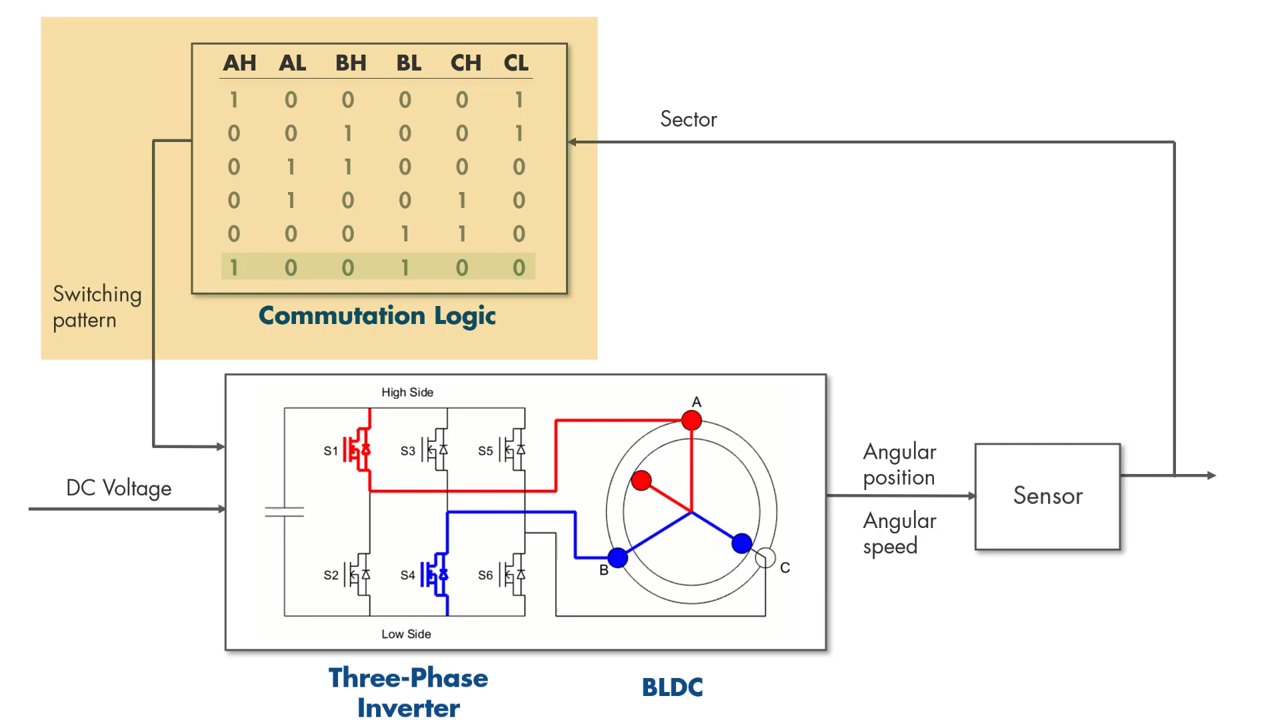 AH AL BH BL CH CL
1 0 0 0 0 1
0 0 1 0 0 1
0 1 1 0 0 0
0 1 0 0 1 0
0 0 0 1 1 0
1 0 0 1 0 0
Commutation Logic
Sector
Switching
pattern
DC Voltage
High Side
S1 S3 S5
S2 S4 S6
Low Side
A
B
C
Three-Phase
Inverter
BLDC
Angular
position
Angular
speed
Sensor